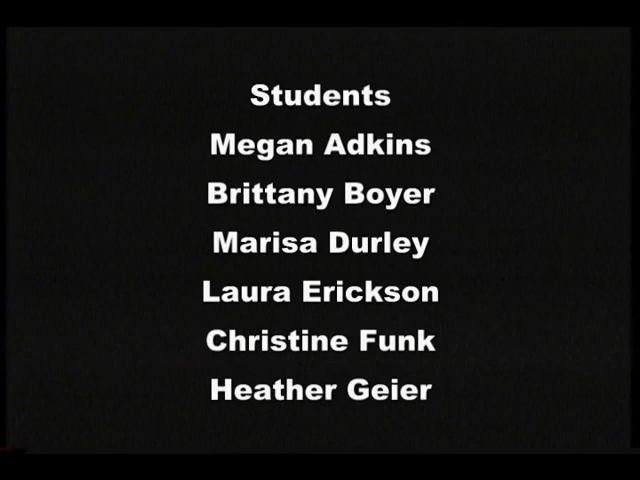 Students
Megan Adkins
Brittany Boyer
Marisa Durley
Laura Erickson
Christine Funk
Heather Geier